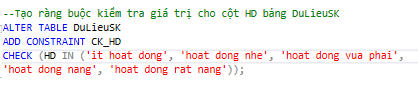 --Tạo ràng buộc kiểm tra giá trị cho cột HD bảng DuLieuSK
ALTER TABLE DuLieuSK
ADD CONSTRAINT CK_HD
CHECK (HD IN ('it hoat dong', 'hoat dong nhe', 'hoat dong vua phai',
'hoat dong nang', 'hoat dong rat nang'));